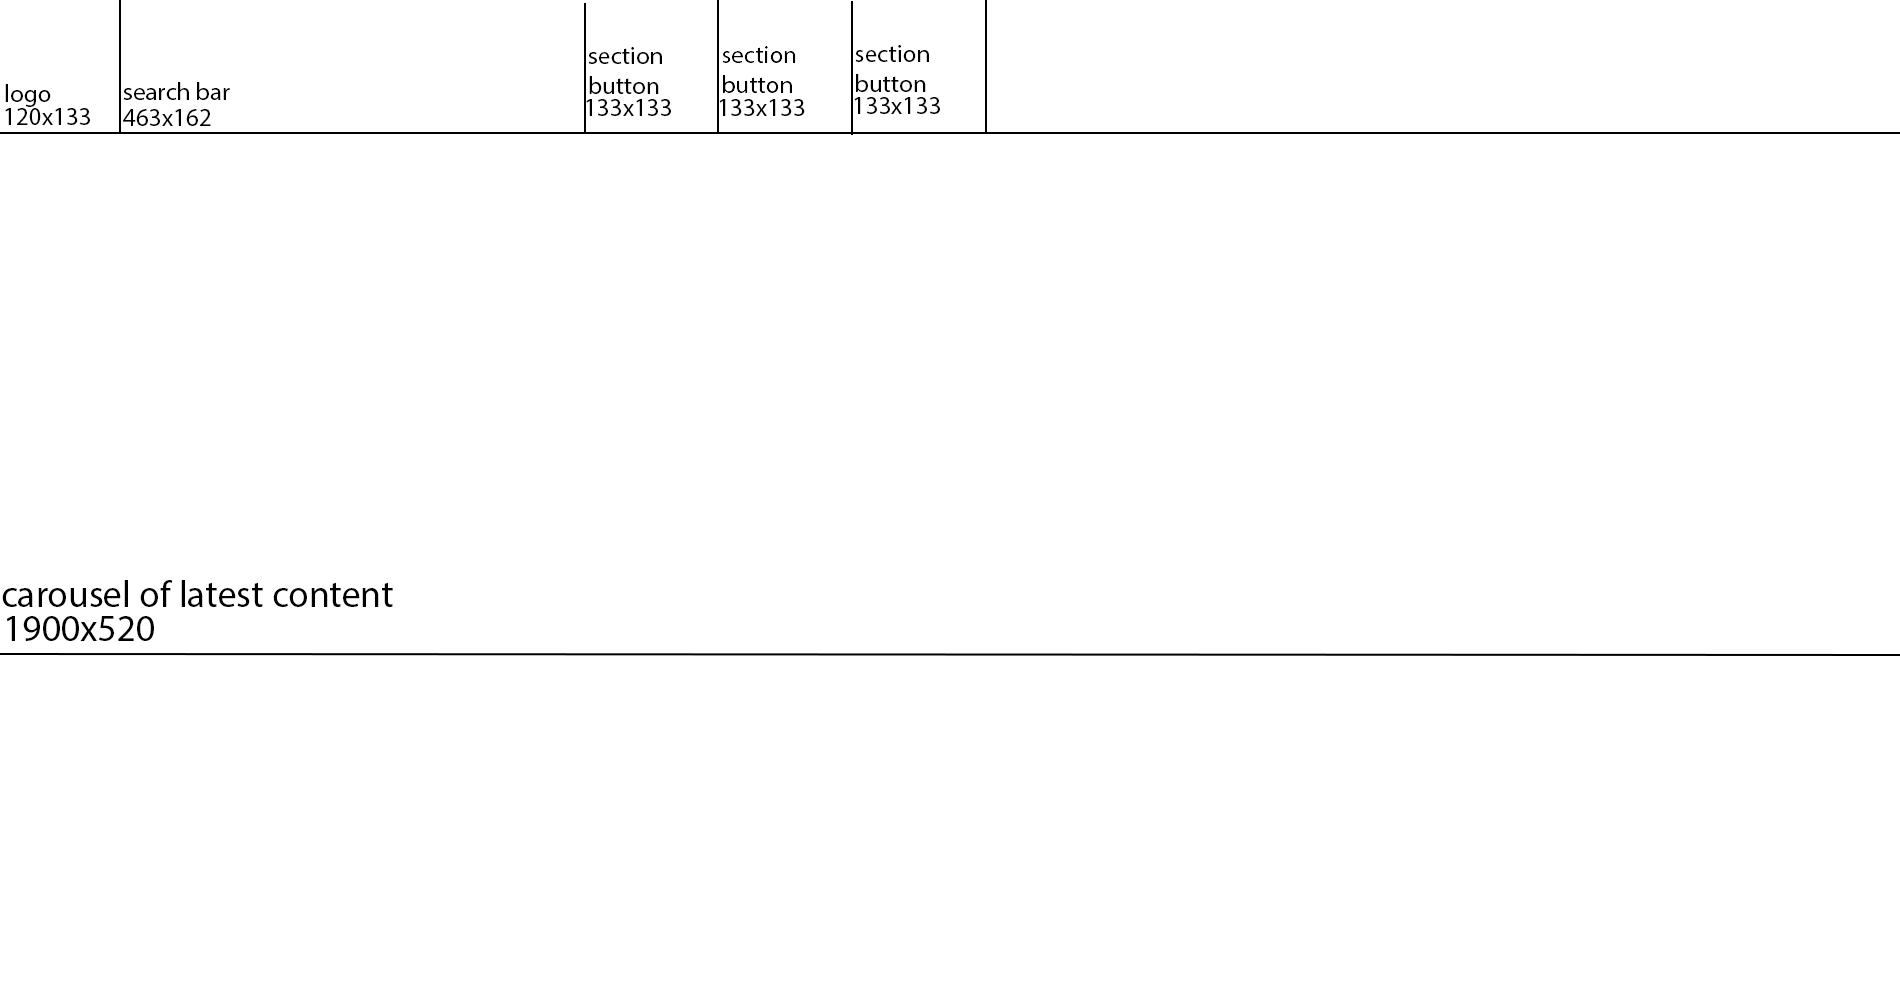 logo
120x133
search bar
463x162
section
button
133x133
section
button
133x133
section
button
133x133
carousel of latest content
1900x520